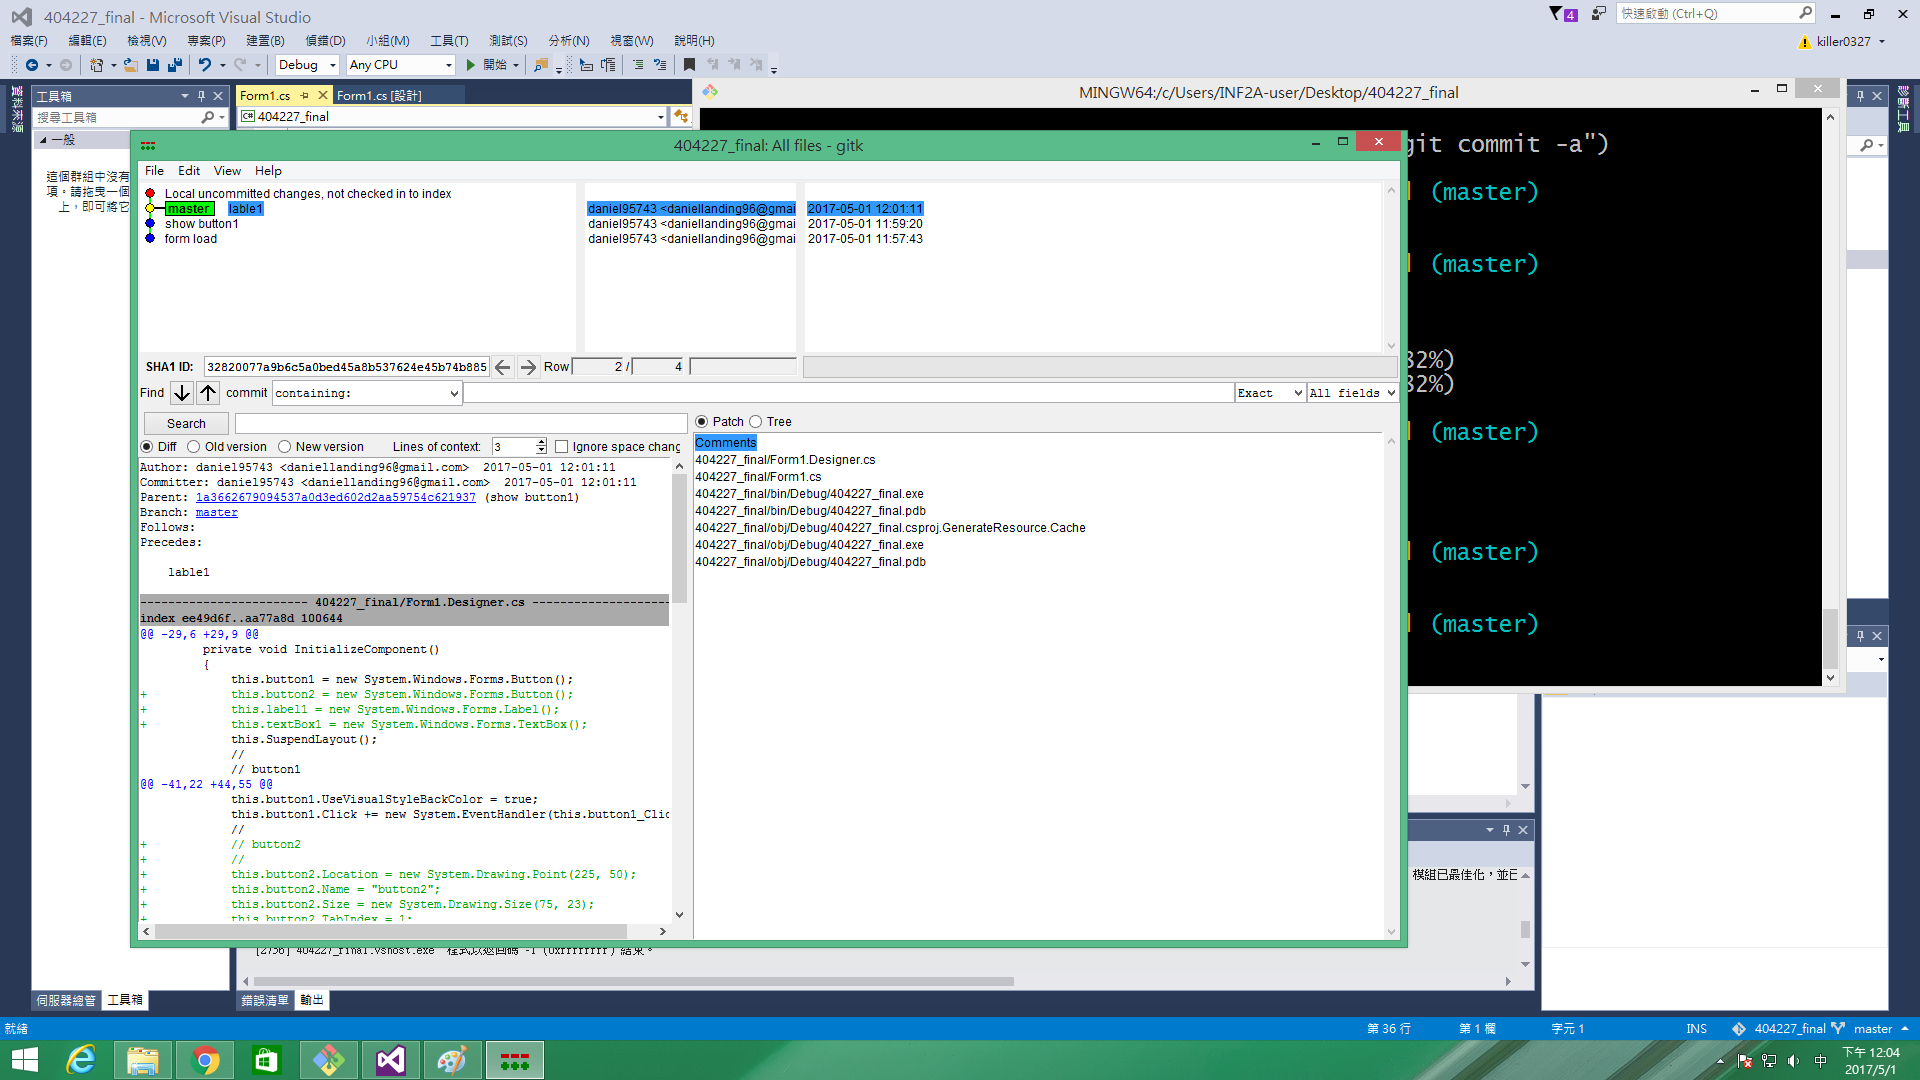 404227_final - Microsoft Visual Studio
4
快速啟動 (Ctrl+Q)
檔案(F) 編輯(E) 檢視(V) 專案(P) 建置(B) 偵錯(D) 小組(M) 工具(T) 測試(S) 分析(N) 視窗(W) 說明(H)
killer0327
Debug Any CPU 開始
資料來源
工具箱
Form1.cs
Form1.cs [設計]
MINGW64:/c/Users/INF2A-user/Desktop/404227_final
診斷工具
搜尋工具箱
404227_final
一般
這個群組中沒有
項。請拖曳一個
上，即可將它
git commit -a")
(master)
(master)
32%)
32%)
(master)
(master)
(master)
404227_final: All files - gitk
File Edit View Help
Local uncommitted changes, not checked in to index
master lable1 daniel95743 <daniellanding96@gmai 2017-05-01 12:01:11
show button1 daniel95743 <daniellanding96@gmai 2017-05-01 11:59:20
form load daniel95743 <daniellanding96@gmai 2017-05-01 11:57:43
SHA1 ID: 32820077a9b6c5a0bed45a8b537624e45b74b885 Row 2 / 4
Find commit containing: Exact All fields
Search
Diff Old version New version Lines of context: 3 Ignore space chang
Author: daniel95743 <daniellanding96@gmail.com> 2017-05-01 12:01:11
Committer: daniel95743 <daniellanding96@gmail.com> 2017-05-01 12:01:11
Parent: 1a3662679094537a0d3ed602d2aa59754c621937 (show button1)
Branch: master
Follows:
Precedes:
lable1
------------------------ 404227_final/Form1.Designer.cs --------------------
index ee49d6f..aa77a8d 100644
@@ -29,6 +29,9 @@
private void InitializeComponent()
{
this.button1 = new System.Windows.Forms.Button();
+ this.button2 = new System.Windows.Forms.Button();
+ this.label1 = new System.Windows.Forms.Label();
+ this.textBox1 = new System.Windows.Forms.TextBox();
this.SuspendLayout();
//
// button1
@@ -41,22 +44,55 @@
this.button1.UseVisualStyleBackColor = true;
this.button1.Click += new System.EventHandler(this.button1_Clic
//
+ // button2
+ //
+ this.button2.Location = new System.Drawing.Point(225, 50);
+ this.button2.Name = "button2";
+ this.button2.Size = new System.Drawing.Size(75, 23);
+ this.button2.TabIndex = 1;
Patch Tree
Comments
404227_final/Form1.Designer.cs
404227_final/Form1.cs
404227_final/bin/Debug/404227_final.exe
404227_final/bin/Debug/404227_final.pdb
404227_final/obj/Debug/404227_final.csproj.GenerateResource.Cache
404227_final/obj/Debug/404227_final.exe
404227_final/obj/Debug/404227_final.pdb
模組已最佳化，並已
404227_final.vshost.exe 程式以返回碼 -1 (0xffffffff) 結束。
伺服器總管 工具箱
錯誤清單 輸出
就緒
第 36 行 第 1 欄 字元 1 INS 404227_final master
中
下午 12:04
2017/5/1